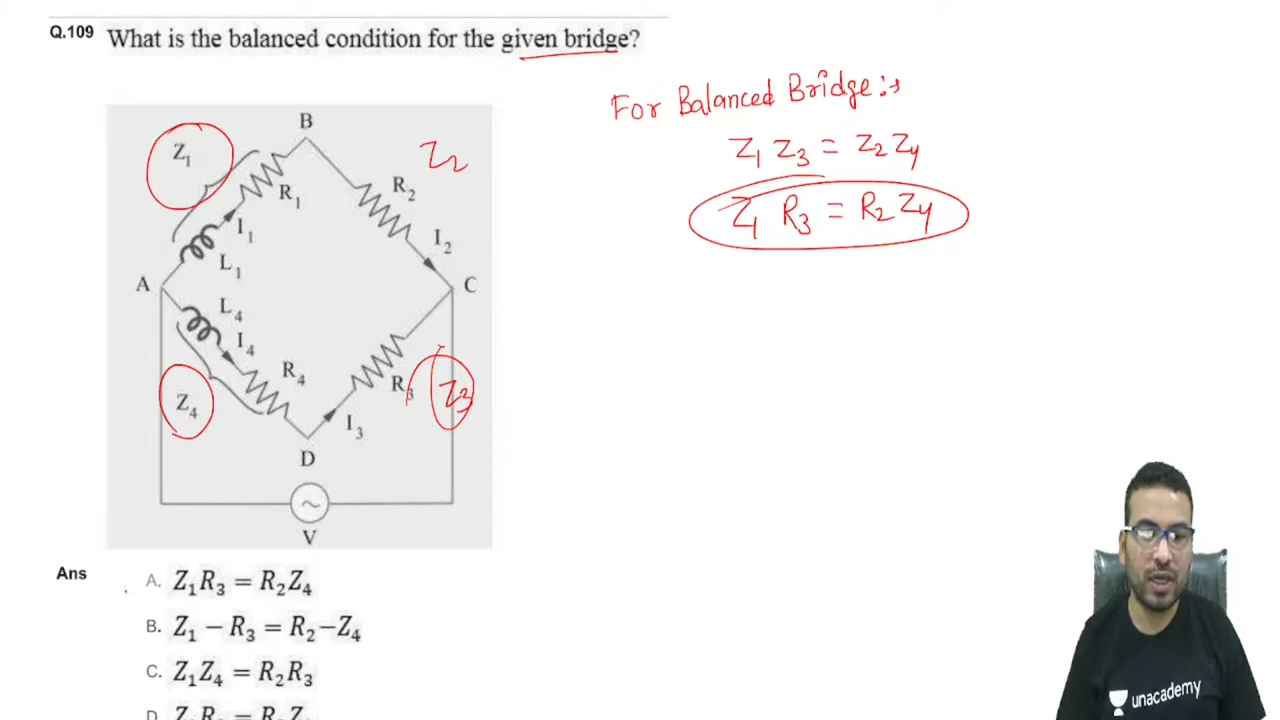 Q.109 What is the balanced condition for the given bridge?
For Balanced Bridge:→
Z1 Z3 = Z2 Z4
Z1 R3 = R2 Z4
B
Z1
Z2
R1
R2
I1
I2
L1
A
C
L4
I4
R4
R3
Z3
Z4
I3
D
V
Ans
A. Z₁R₃ = R₂Z₄
B. Z₁ − R₃ = R₂−Z₄
C. Z₁Z₄ = R₂R₃
D.
unacademy